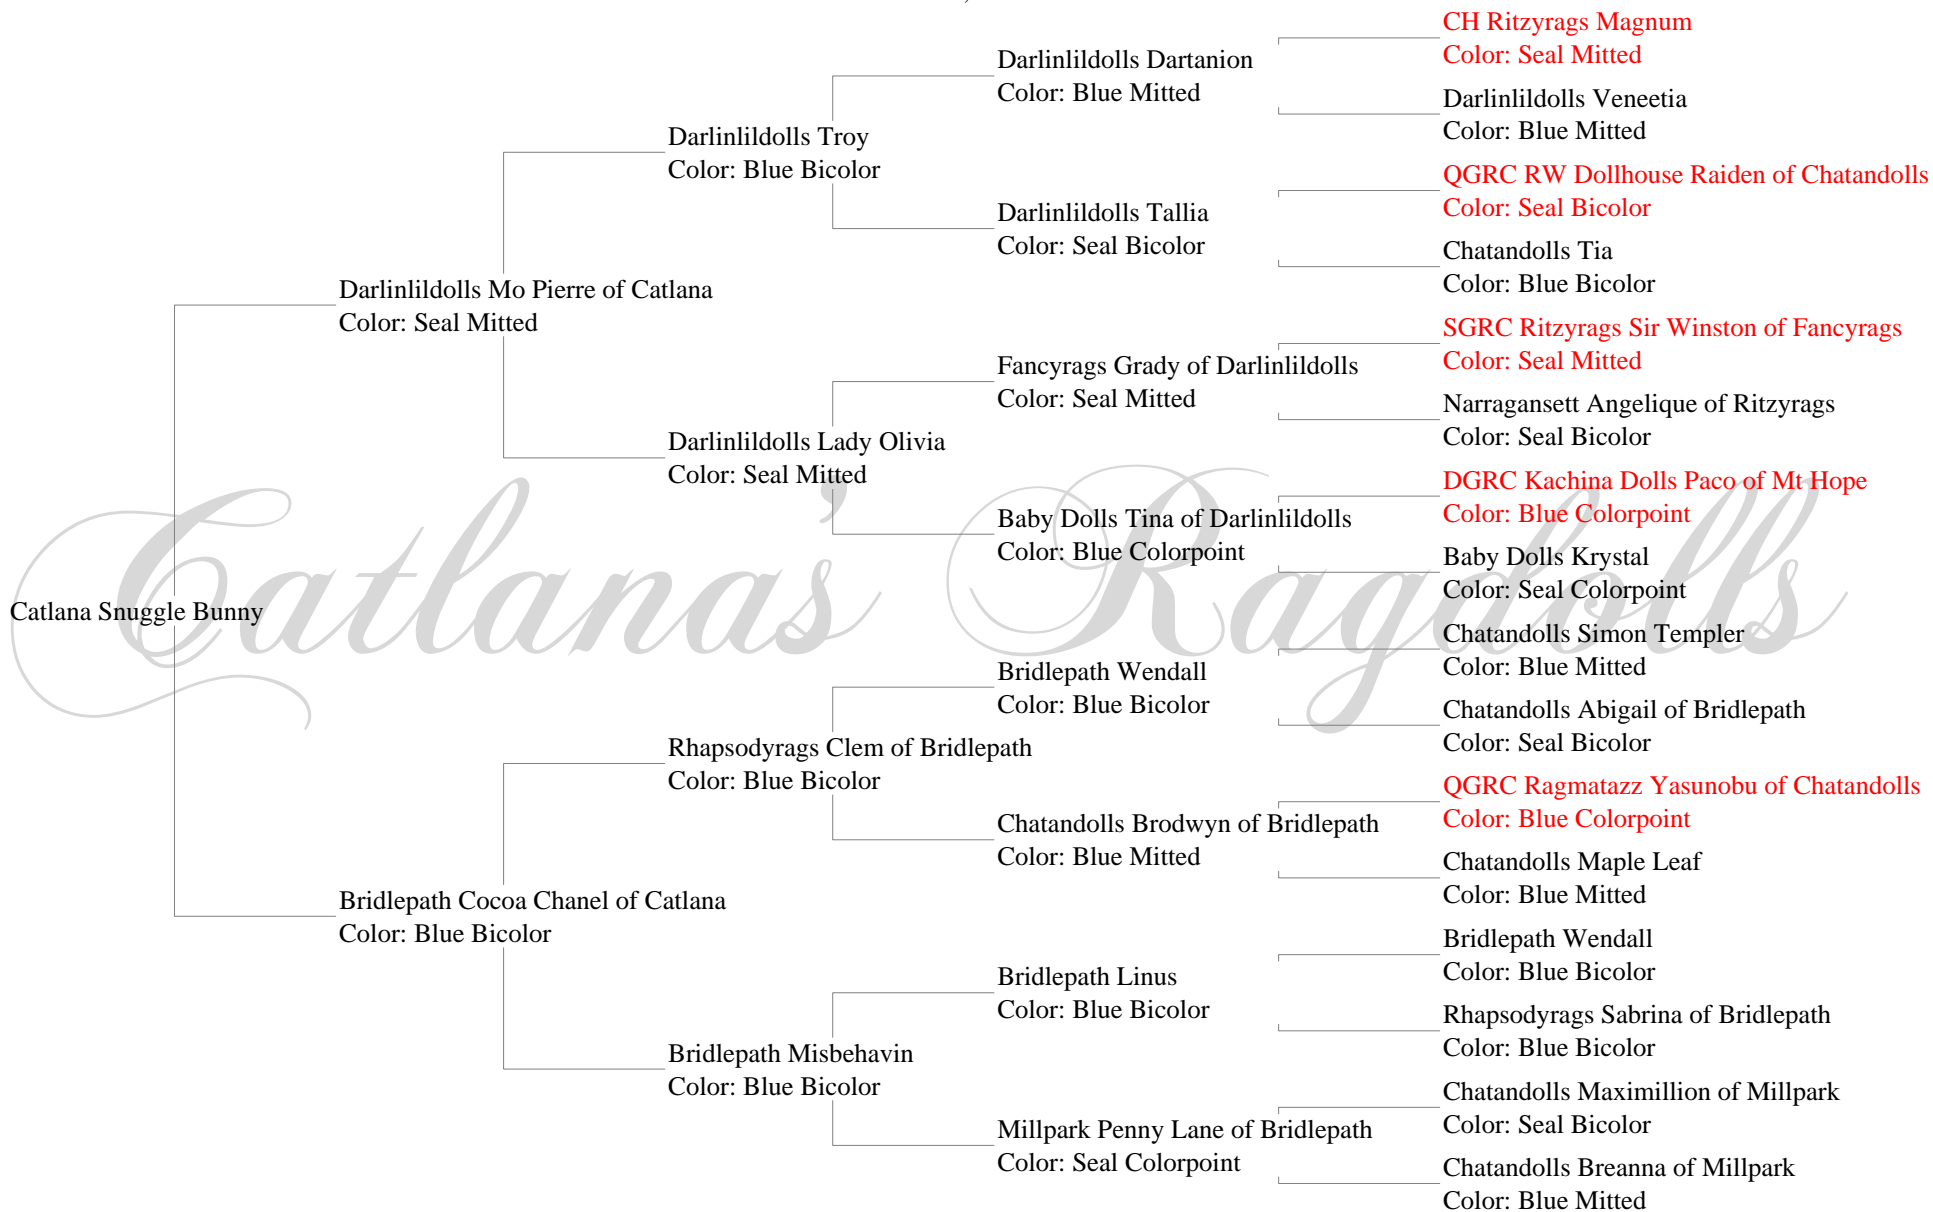 Catlanas' Ragdolls
Catlana Snuggle Bunny
Darlinlildolls Mo Pierre of Catlana
Color: Seal Mitted
Bridlepath Cocoa Chanel of Catlana
Color: Blue Bicolor
Darlinlildolls Troy
Color: Blue Bicolor
Darlinlildolls Lady Olivia
Color: Seal Mitted
Rhapsodyrags Clem of Bridlepath
Color: Blue Bicolor
Bridlepath Misbehavin
Color: Blue Bicolor
Darlinlildolls Dartanion
Color: Blue Mitted
Darlinlildolls Tallia
Color: Seal Bicolor
Fancyrags Grady of Darlinlildolls
Color: Seal Mitted
Baby Dolls Tina of Darlinlildolls
Color: Blue Colorpoint
Bridlepath Wendall
Color: Blue Bicolor
Chatandolls Brodwyn of Bridlepath
Color: Blue Mitted
Bridlepath Linus
Color: Blue Bicolor
Millpark Penny Lane of Bridlepath
Color: Seal Colorpoint
CH Ritzyrags Magnum
Color: Seal Mitted
Darlinlildolls Veneetia
Color: Blue Mitted
QGRC RW Dollhouse Raiden of Chatandolls
Color: Seal Bicolor
Chatandolls Tia
Color: Blue Bicolor
SGRC Ritzyrags Sir Winston of Fancyrags
Color: Seal Mitted
Narragansett Angelique of Ritzyrags
Color: Seal Bicolor
DGRC Kachina Dolls Paco of Mt Hope
Color: Blue Colorpoint
Baby Dolls Krystal
Color: Seal Colorpoint
Chatandolls Simon Templer
Color: Blue Mitted
Chatandolls Abigail of Bridlepath
Color: Seal Bicolor
QGRC Ragmatazz Yasunobu of Chatandolls
Color: Blue Colorpoint
Chatandolls Maple Leaf
Color: Blue Mitted
Bridlepath Wendall
Color: Blue Bicolor
Rhapsodyrags Sabrina of Bridlepath
Color: Blue Bicolor
Chatandolls Maximillion of Millpark
Color: Seal Bicolor
Chatandolls Breanna of Millpark
Color: Blue Mitted